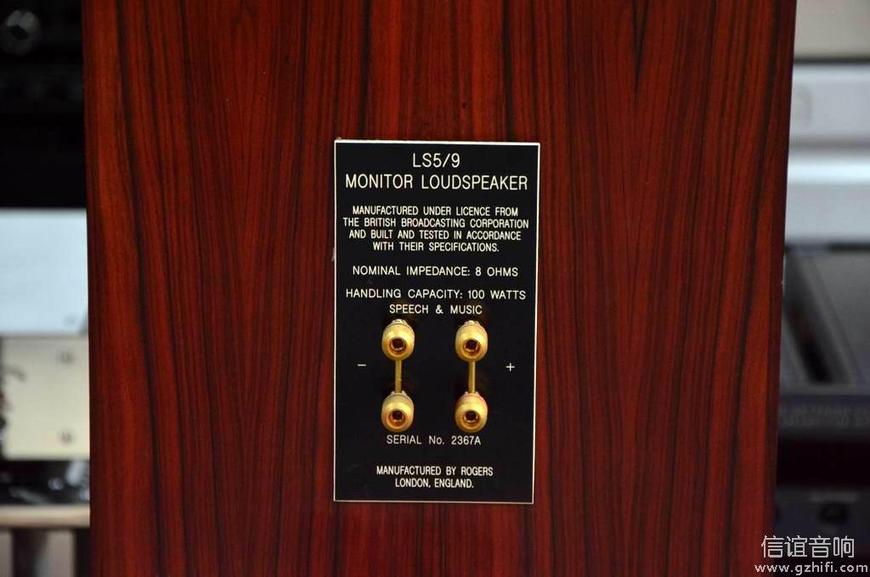 LS5/9
MONITOR LOUDSPEAKER
MANUFACTURED UNDER LICENCE FROM
THE BRITISH BROADCASTING CORPORATION
AND BUILT AND TESTED IN ACCORDANCE
WITH THEIR SPECIFICATIONS.
NOMINAL IMPEDANCE: 8 OHMS
HANDLING CAPACITY: 100 WATTS
SPEECH & MUSIC
− +
SERIAL No. 2367A
MANUFACTURED BY ROGERS
LONDON, ENGLAND.
信谊音响
www.gzhifi.com